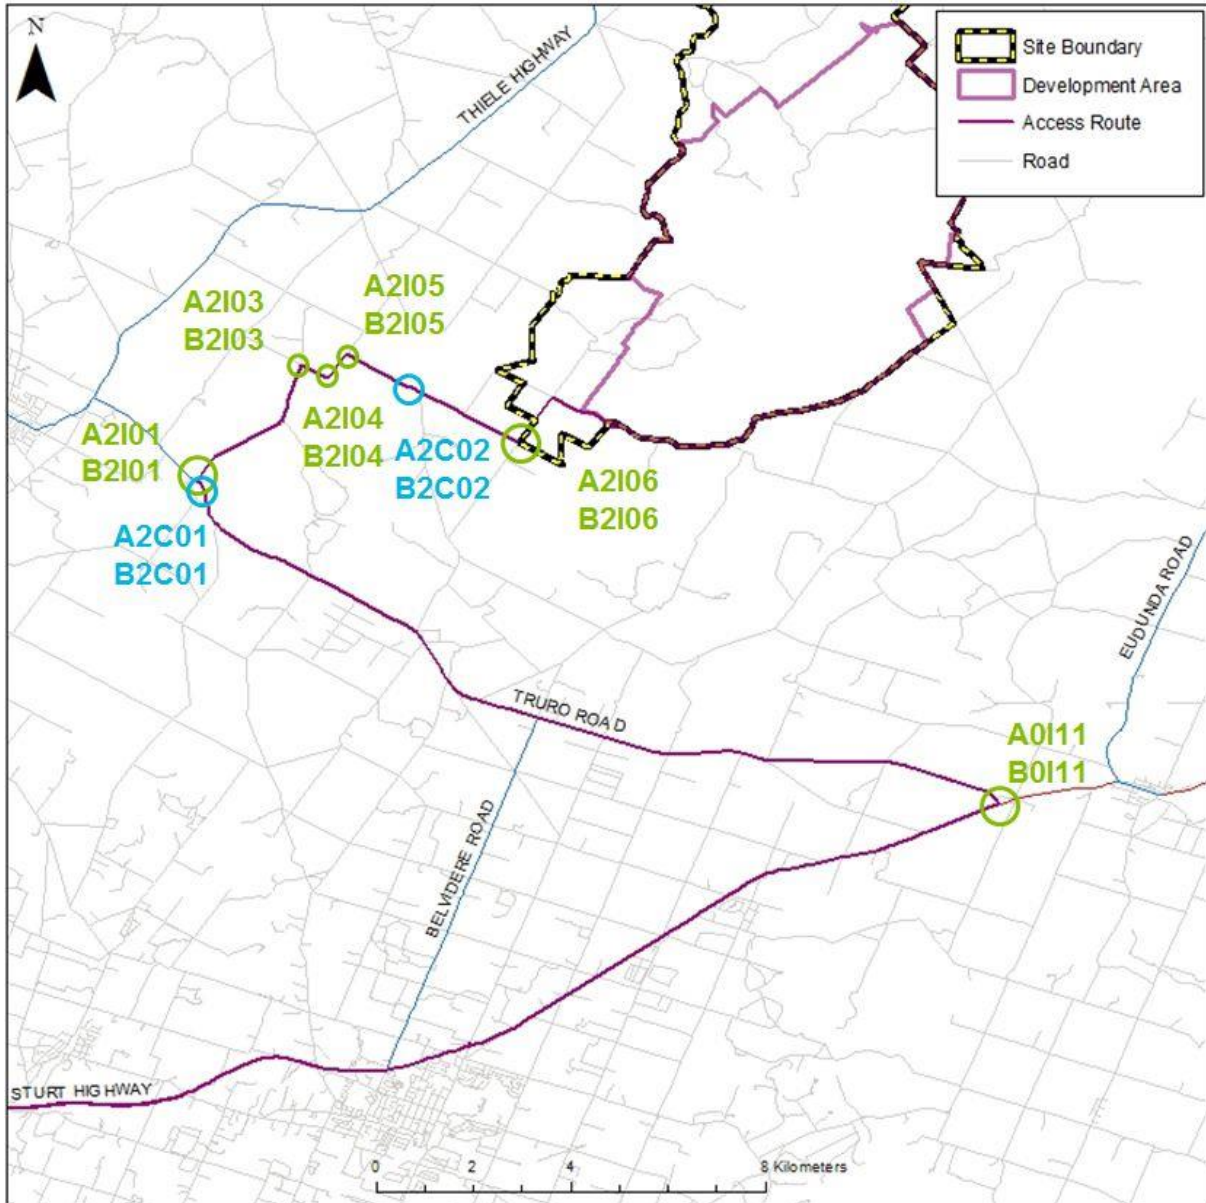 N
Site Boundary
Development Area
Access Route
Road
THIELE HIGHWAY
A2I05
B2I05
A2I03
B2I03
A2I04
B2I04
A2I01
B2I01
A2C02
B2C02
A2I06
B2I06
A2C01
B2C01
EUDUNDA ROAD
TRURO ROAD
A0I11
B0I11
BELVIDERE ROAD
STURT HIGHWAY
0 2 4 8 Kilometers